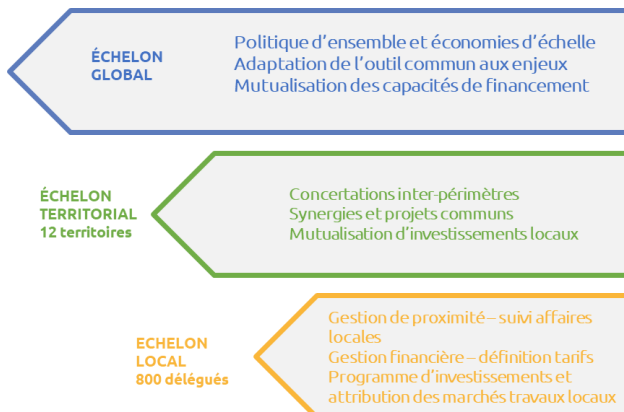 ÉCHELON
GLOBAL
Politique d'ensemble et économies d'échelle
Adaptation de l'outil commun aux enjeux
Mutualisation des capacités de financement
ÉCHELON
TERRITORIAL
12 territoires
Concertations inter-périmètres
Synergies et projets communs
Mutualisation d'investissements locaux
ECHELON
LOCAL
800 délégués
Gestion de proximité – suivi affaires
locales
Gestion financière – définition tarifs
Programme d'investissements et
attribution des marchés travaux locaux